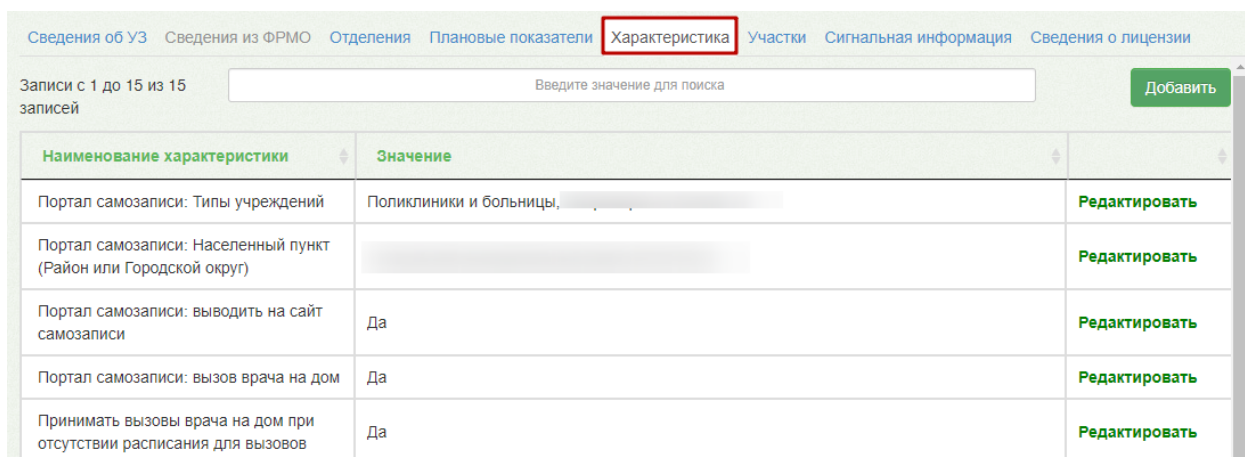 Сведения об УЗ Сведения из ФРМО Отделения Плановые показатели Характеристика Участки Сигнальная информация Сведения о лицензии
Записи с 1 до 15 из 15
записей
Введите значение для поиска
Добавить
Наименование характеристики Значение
Портал самозаписи: Типы учреждений Поликлиники и больницы, Редактировать
Портал самозаписи: Населенный пункт
(Район или Городской округ)
Редактировать
Портал самозаписи: выводить на сайт
самозаписи
Да Редактировать
Портал самозаписи: вызов врача на дом Да Редактировать
Принимать вызовы врача на дом при
отсутствии расписания для вызовов
Да Редактировать